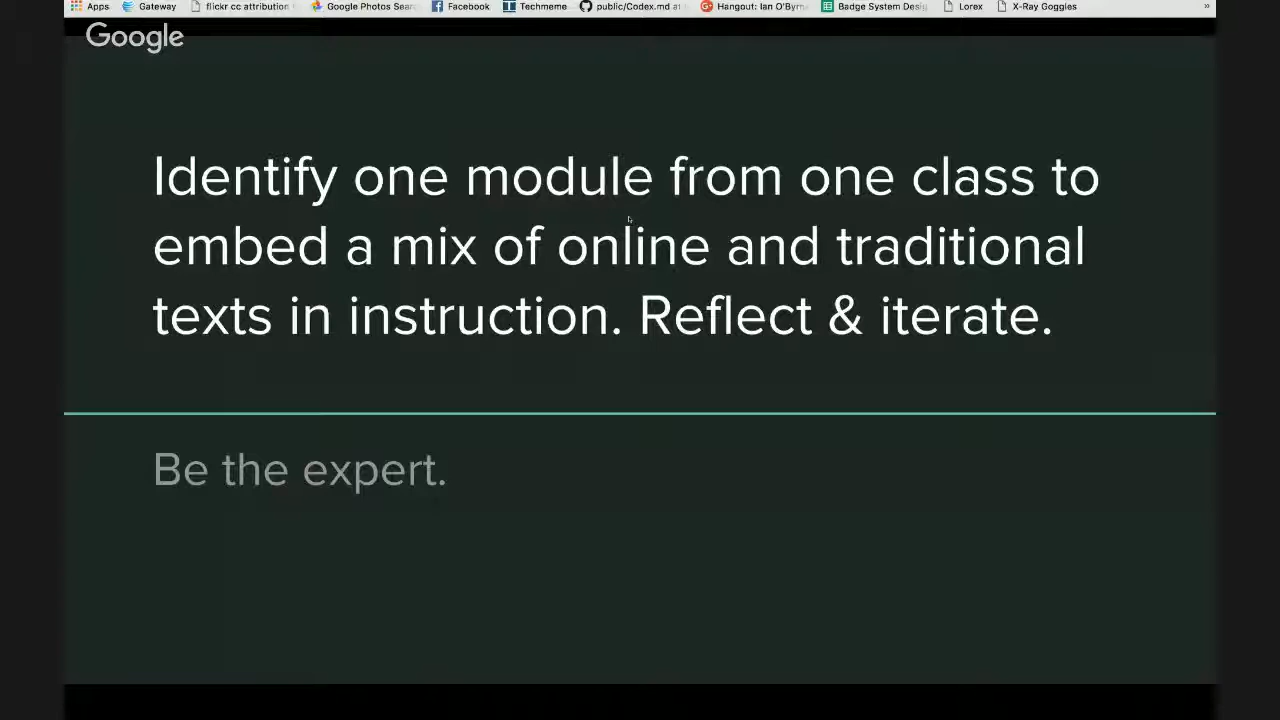 Apps Gateway flickr cc attribution Google Photos Sear Facebook Techmeme public/Codex.md at Hangout: Ian O'Byrn Badge System Desig Lorex X-Ray Goggles »
Google
Identify one module from one class to
embed a mix of online and traditional
texts in instruction. Reflect & iterate.
Be the expert.